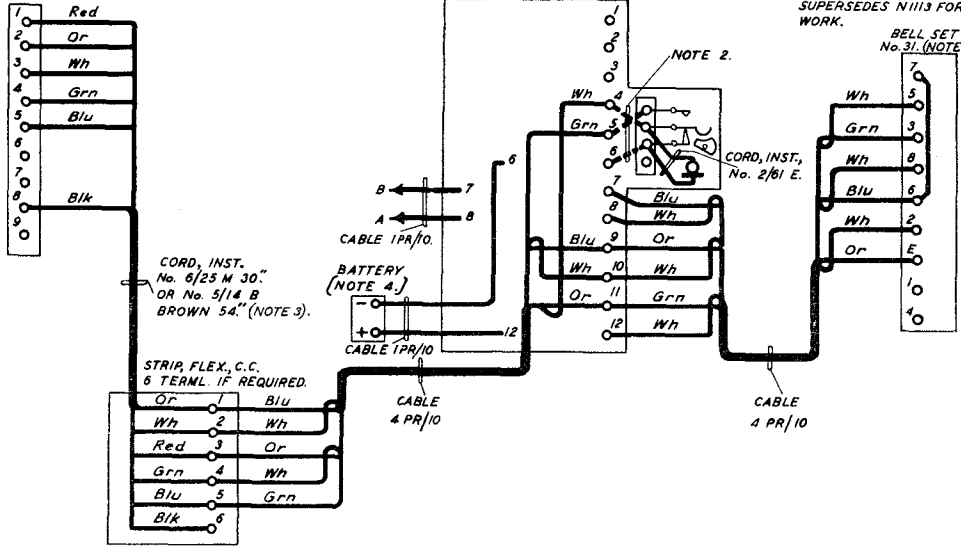 SUPERSEDES N1113 FOR
WORK.
BELL SET
No. 31. (NOTE
1 Red
2 Or
3 Wh
4 Grn
5 Blu
6
7
8 Blk
9
CORD, INST.
No. 6/25 M 30."
OR No. 5/14 B
BROWN 54." (NOTE 3).
STRIP, FLEX., C.C.
6 TERML. IF REQUIRED.
Or 1 Blu
Wh 2 Wh
Red 3 Or
Grn 4 Wh
Blu 5 Grn
Blk 6
B 7
A 8
CABLE 1PR/10.
6
BATTERY
(NOTE 4.)
-
+
12
CABLE 1PR/10
CABLE
4 PR/10
1
2
3
NOTE 2.
Wh 4
Grn 5
6
CORD, INST.,
No. 2/61 E.
7 Blu
8 Wh
Blu 9 Or
Wh 10 Wh
Or 11 Grn
12 Wh
CABLE
4 PR/10
7
Wh 5
Grn 3
Wh 8
Blu 6
Wh 2
Or E
1
4